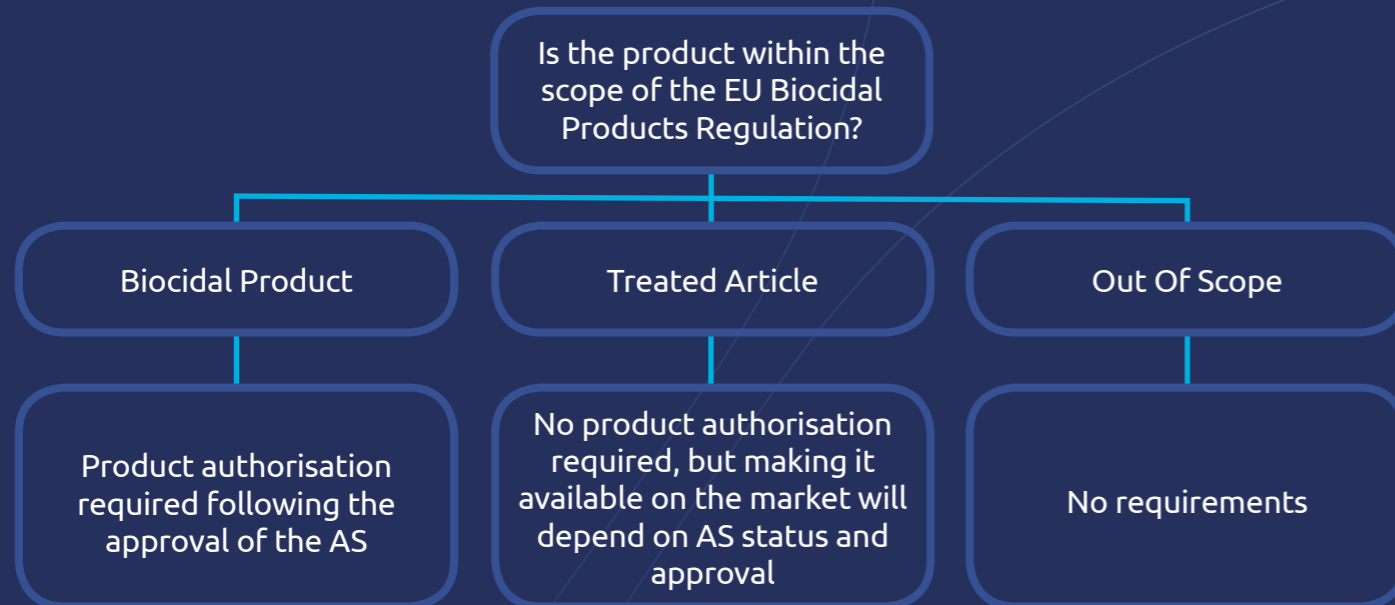 Is the product within the
scope of the EU Biocidal
Products Regulation?
Biocidal Product
Treated Article
Out Of Scope
Product authorisation
required following the
approval of the AS
No product authorisation
required, but making it
available on the market will
depend on AS status and
approval
No requirements